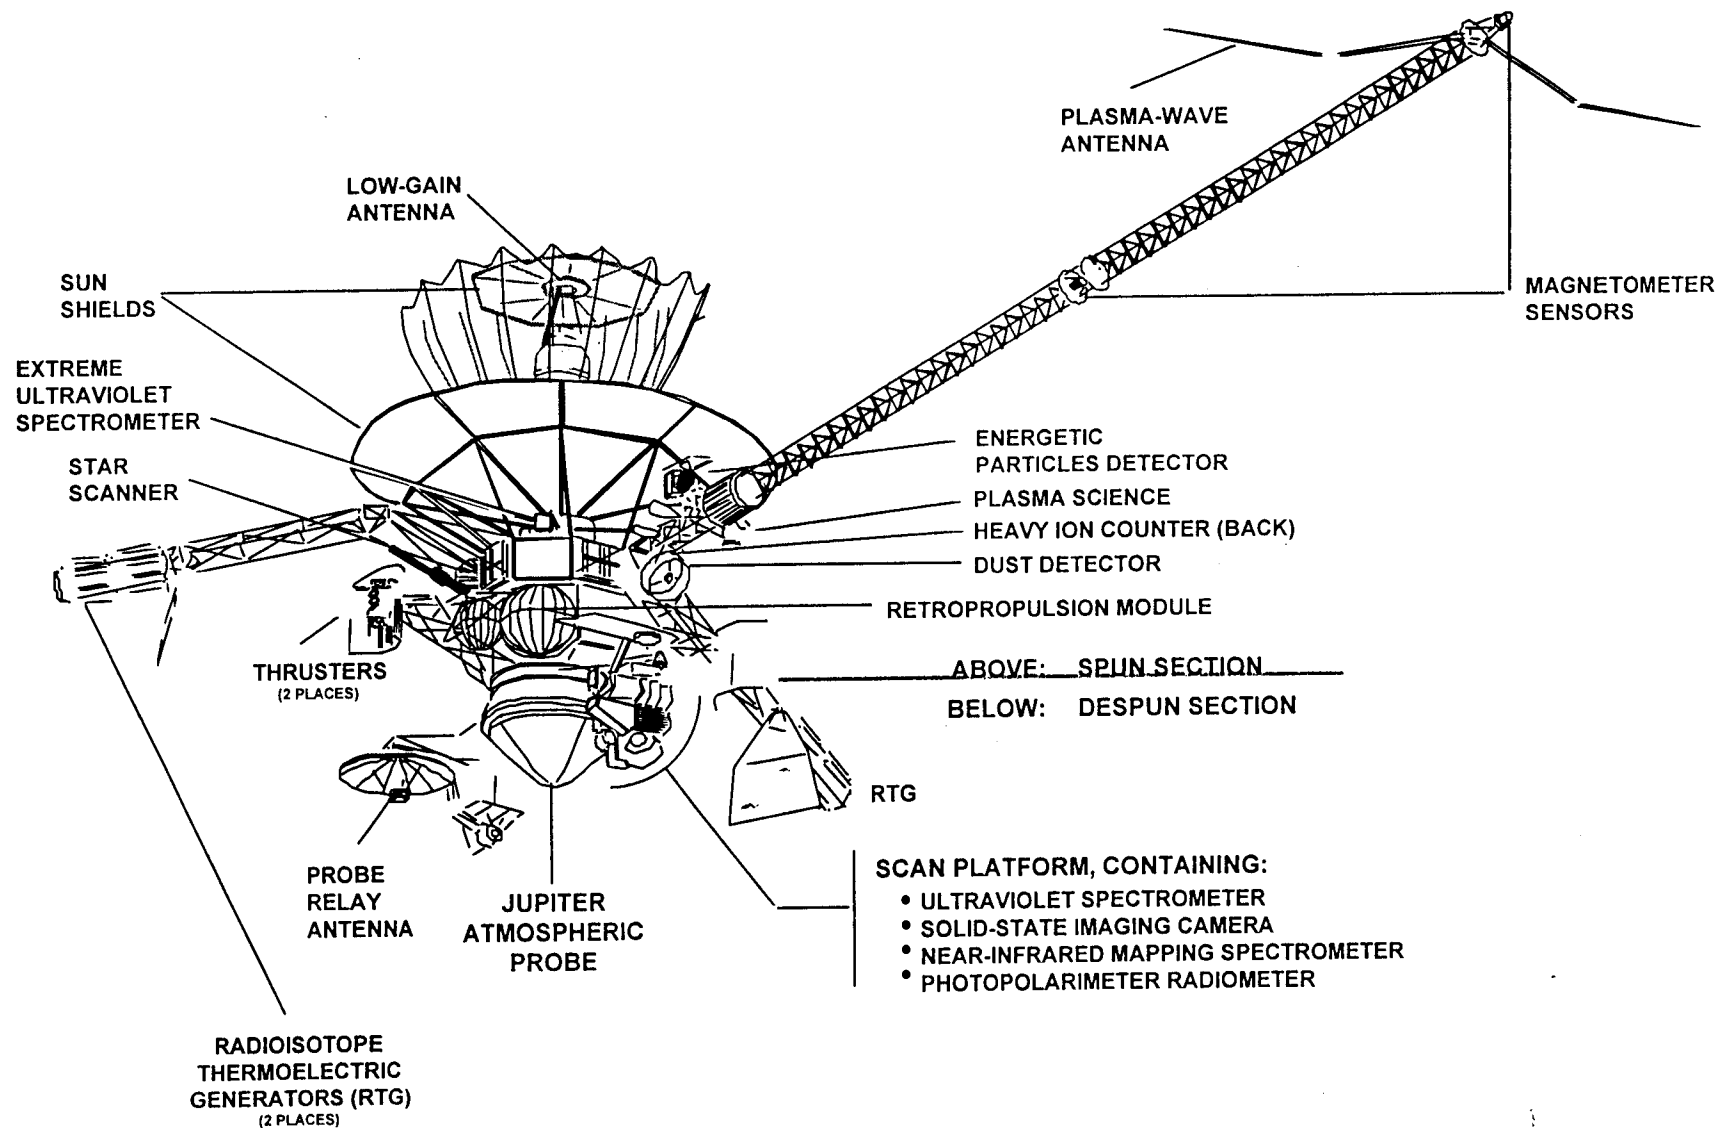 PLASMA-WAVE
ANTENNA
LOW-GAIN
ANTENNA
SUN
SHIELDS
MAGNETOMETER
SENSORS
EXTREME
ULTRAVIOLET
SPECTROMETER
STAR
SCANNER
ENERGETIC
PARTICLES DETECTOR
PLASMA SCIENCE
HEAVY ION COUNTER (BACK)
DUST DETECTOR
RETROPROPULSION MODULE
THRUSTERS
(2 PLACES)
ABOVE: SPUN SECTION
BELOW: DESPUN SECTION
RTG
PROBE
RELAY
ANTENNA
JUPITER
ATMOSPHERIC
PROBE
SCAN PLATFORM, CONTAINING:
• ULTRAVIOLET SPECTROMETER
• SOLID-STATE IMAGING CAMERA
• NEAR-INFRARED MAPPING SPECTROMETER
• PHOTOPOLARIMETER RADIOMETER
RADIOISOTOPE
THERMOELECTRIC
GENERATORS (RTG)
(2 PLACES)